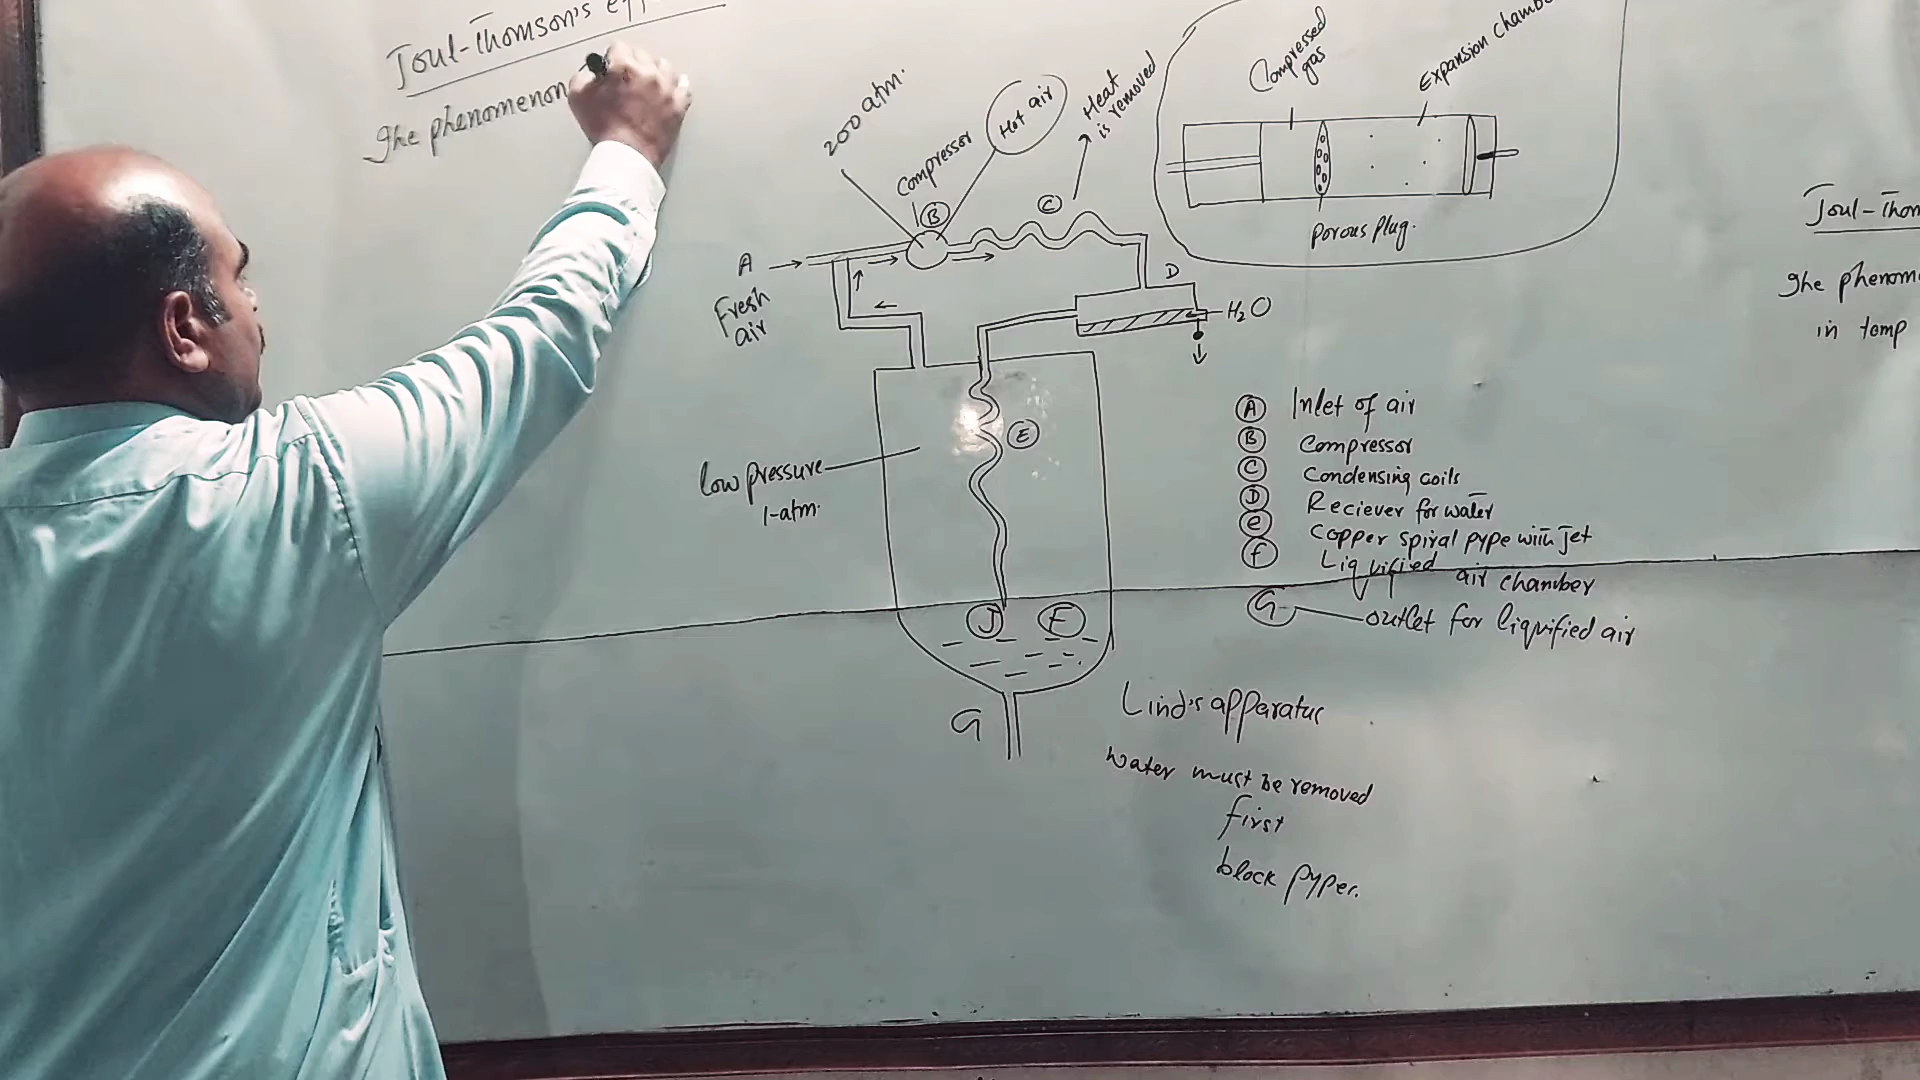 Joul-Thomson's eff
The phenomenon
200 atm.
Compressor
B
Hot air
Heat
is removed
C
A
Fresh
air
D
H₂O
Low pressure
1-atm.
E
J
F
G
Compressed
gas
Expansion chamb
Porous plug.
A Inlet of air
B Compressor
C Condensing coils
D Reciever for water
e Copper spiral pype with jet
f Liquified air chamber
G outlet for liquified air
Lind's apparatus
water must be removed
first
block pyper.
Joul-Thom
The phenom
in temp